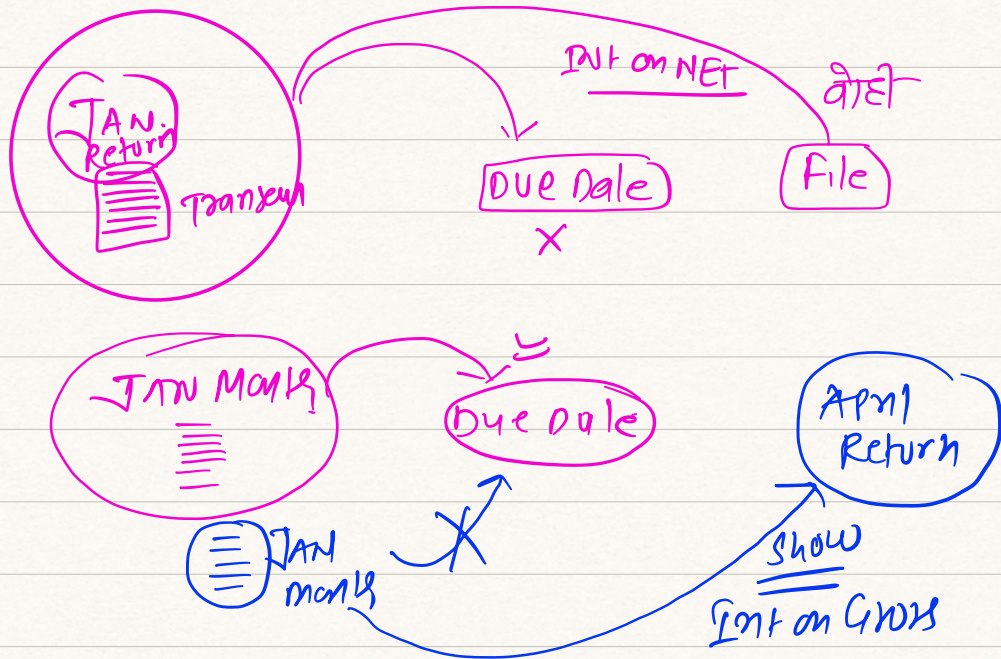 INt on NEt
वोही
JAN.
Return
Due Date
File
X
JAN Month
Due Date
April
Return
JAN
month
Show
Int on Gross